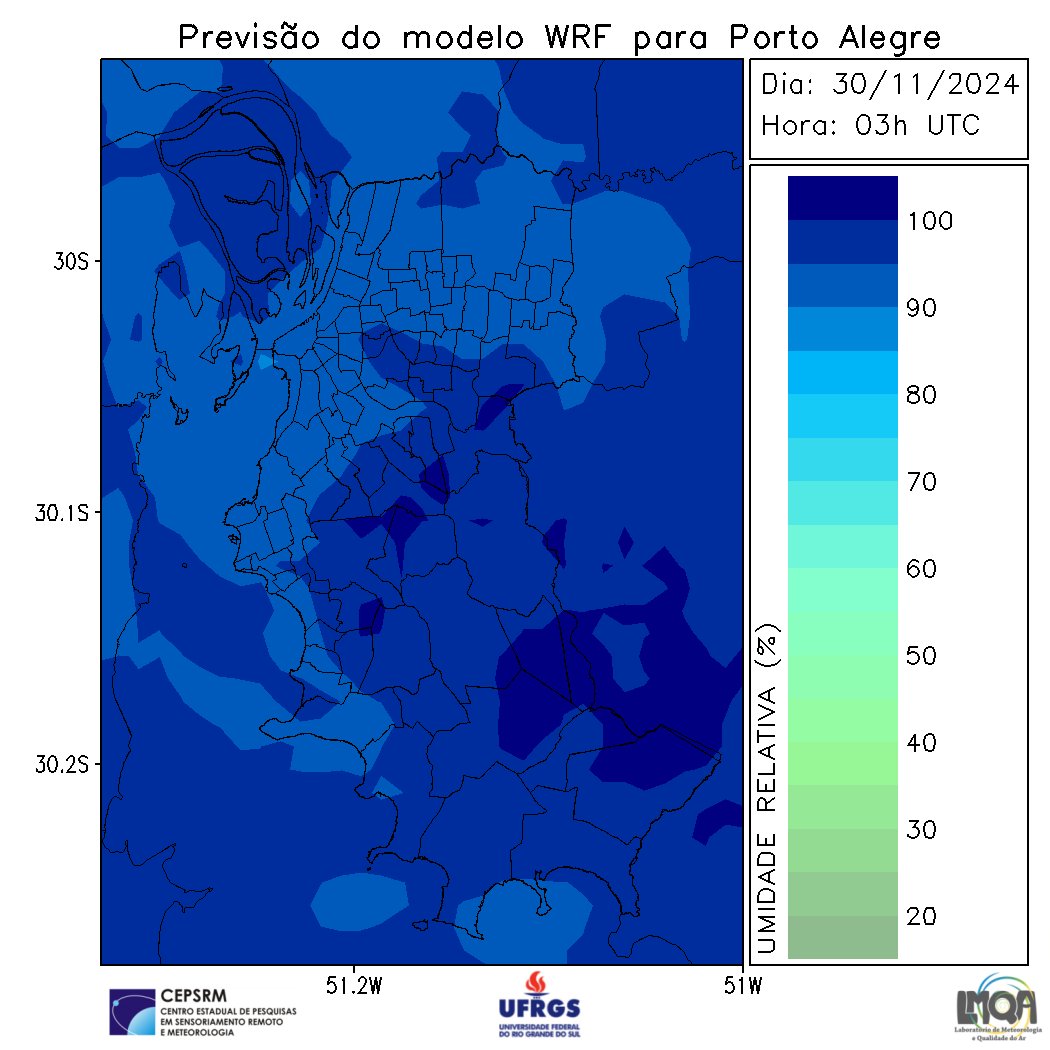 Previsão do modelo WRF para Porto Alegre
Dia: 30/11/2024
Hora: 03h UTC
30S
30.1S
30.2S
51.2W
51W
100
90
80
70
60
50
40
30
20
UMIDADE RELATIVA (%)
CEPSRM
CENTRO ESTADUAL DE PESQUISAS
EM SENSORIAMENTO REMOTO
E METEOROLOGIA
UFRGS
UNIVERSIDADE FEDERAL
DO RIO GRANDE DO SUL
LMQA
Laboratório de Meteorologia
e Qualidade do Ar